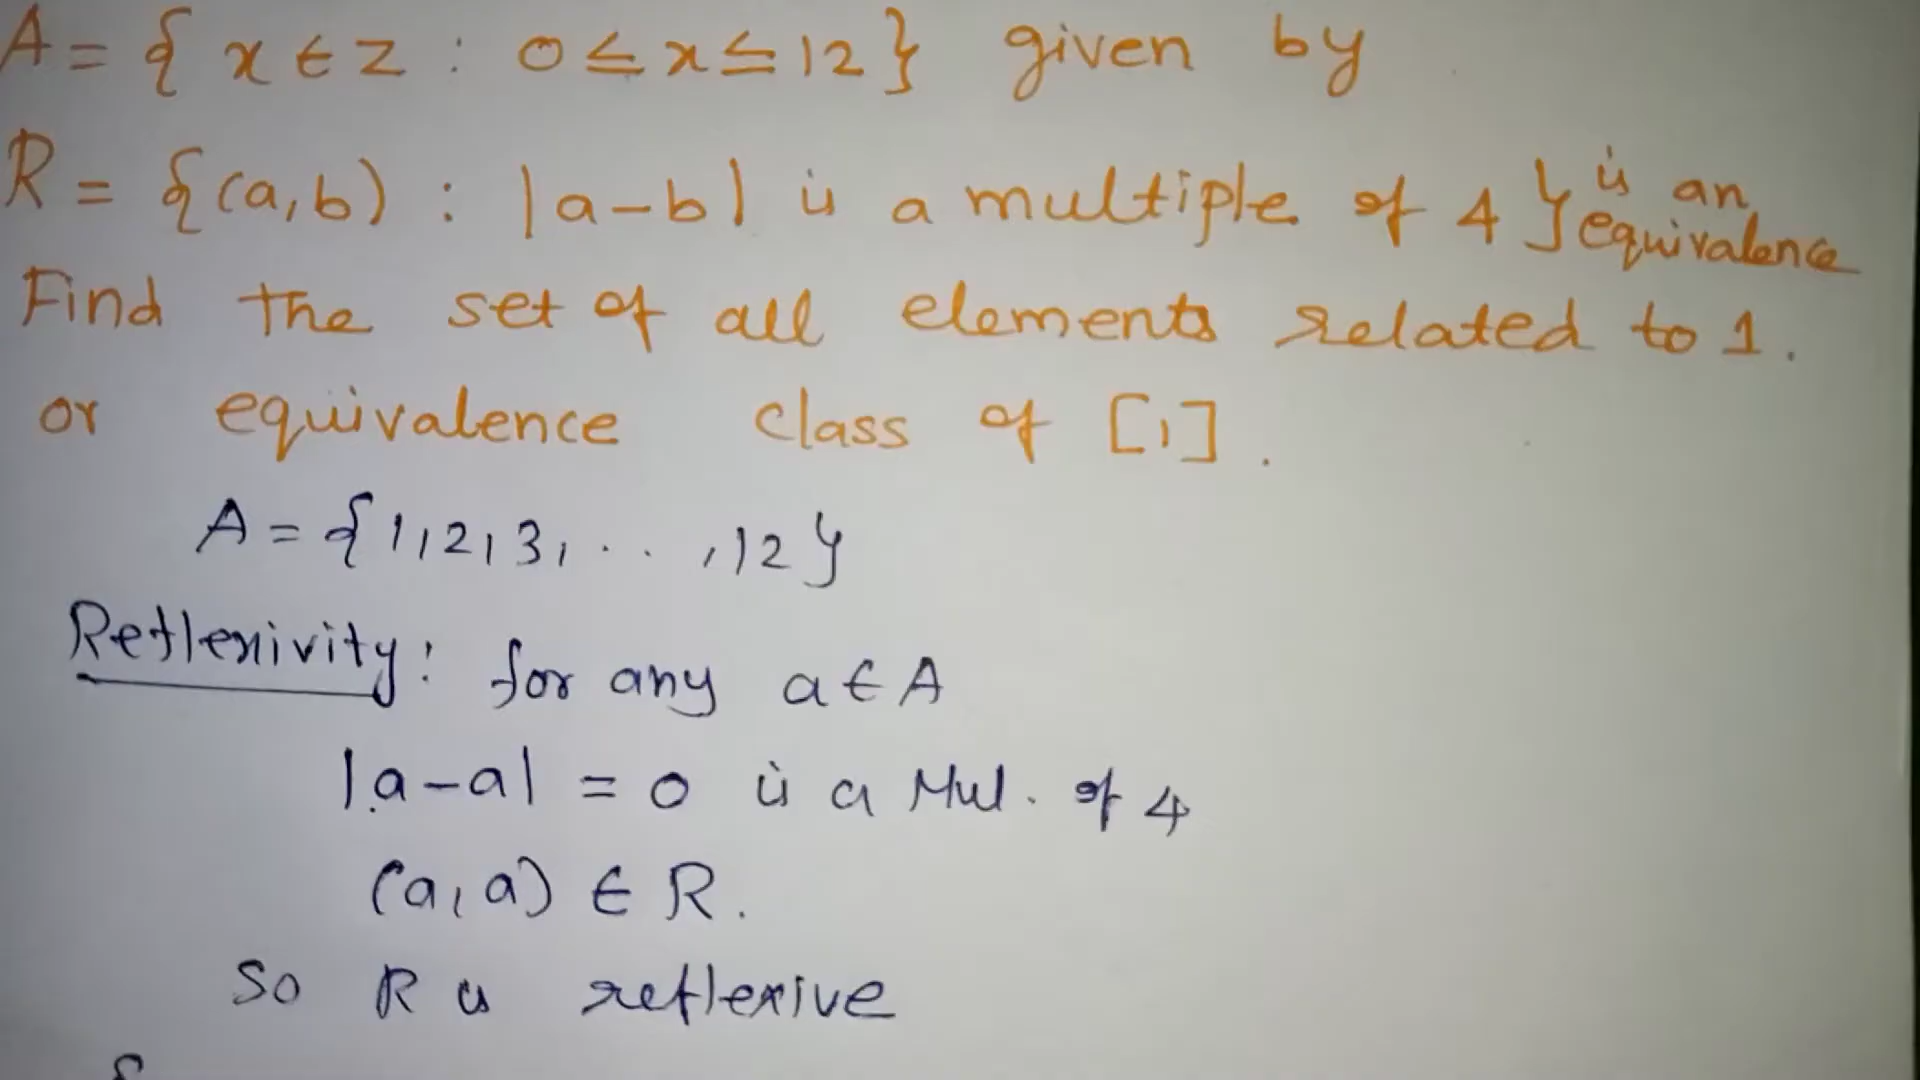 A = { x ∈ Z : 0 ≤ x ≤ 12 } given by
R = {(a,b) : |a-b| is a multiple of 4 } is an equivalence
Find the set of all elements related to 1.
or equivalence class of [1].
A = {1,2,3, . . ,12}
Reflexivity: for any a ∈ A
|a-a| = 0 is a Mul. of 4
(a,a) ∈ R.
So R is reflexive